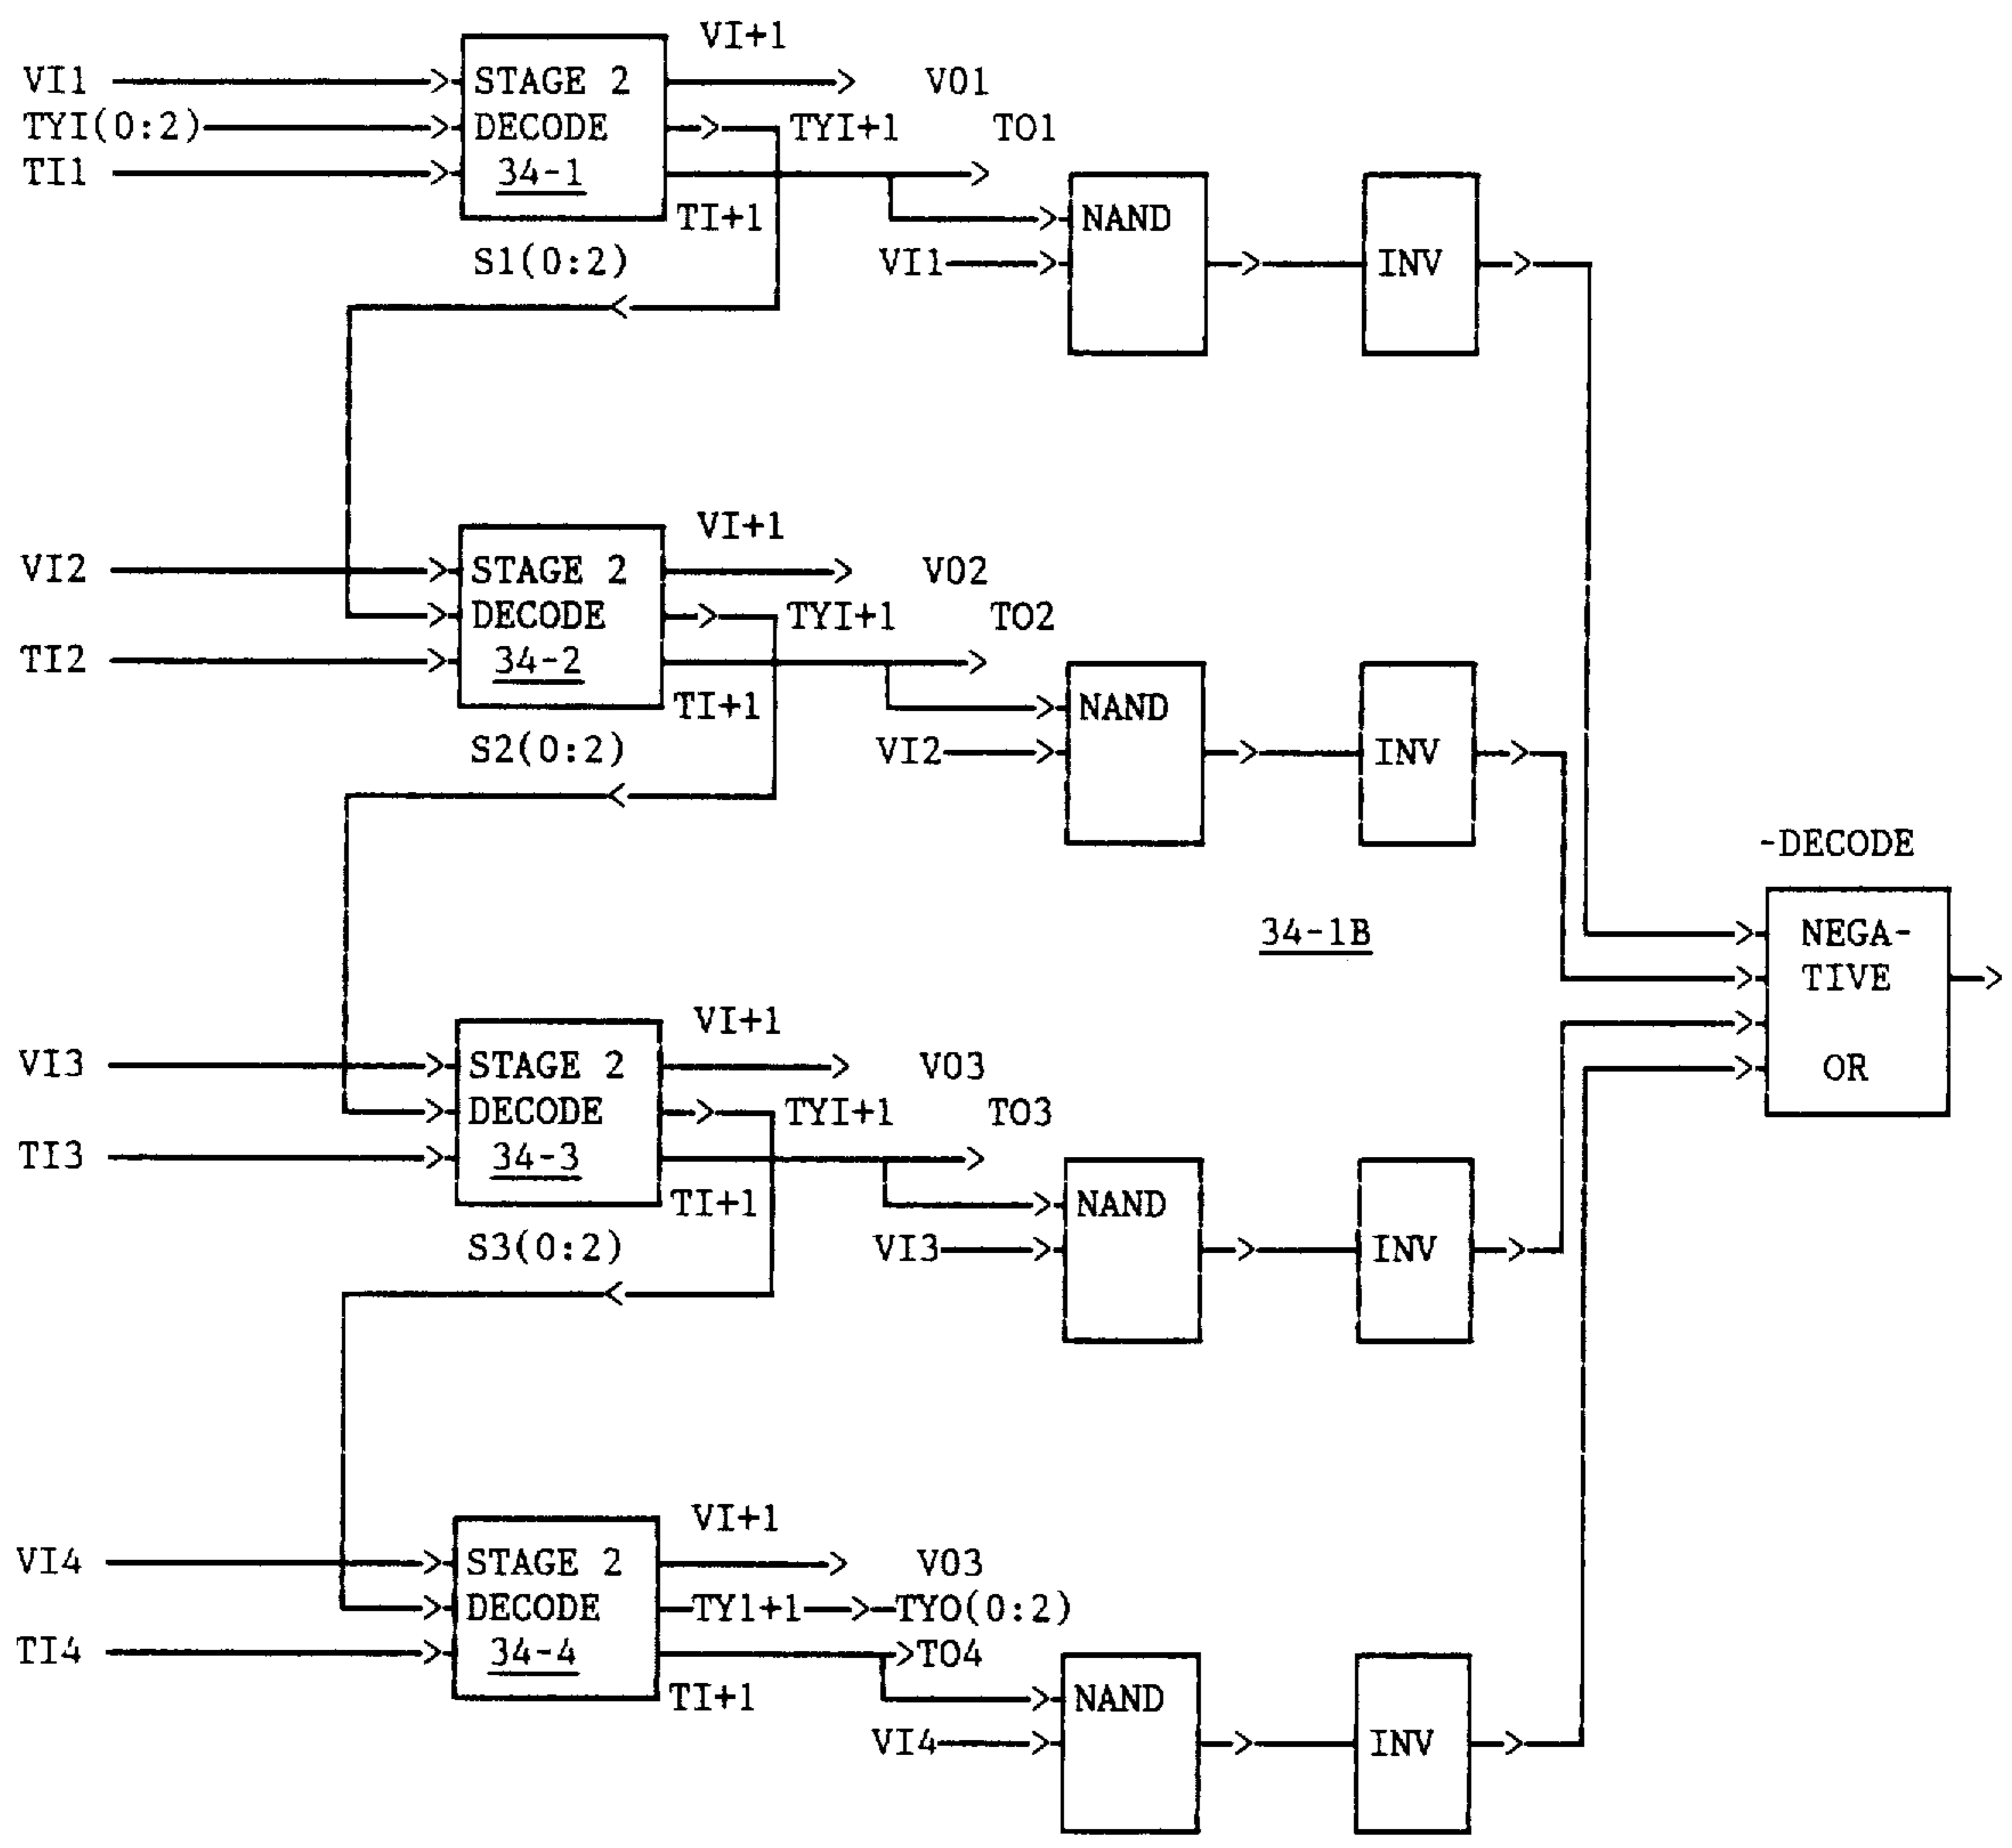 VI+1
VI1 STAGE 2 VO1
TYI(0:2) DECODE TYI+1 TO1
TI1 34-1
TI+1 NAND
S1(0:2) VI1 INV
VI+1
VI2 STAGE 2 VO2
DECODE TYI+1 TO2
TI2 34-2
TI+1 NAND
S2(0:2) VI2 INV
-DECODE
34-1B NEGA-
TIVE
OR
VI+1
VI3 STAGE 2 VO3
DECODE TYI+1 TO3
TI3 34-3
TI+1 NAND
S3(0:2) VI3 INV
VI+1
VI4 STAGE 2 VO3
DECODE TY1+1 TYO(0:2)
TI4 34-4 TO4
TI+1 NAND
VI4 INV